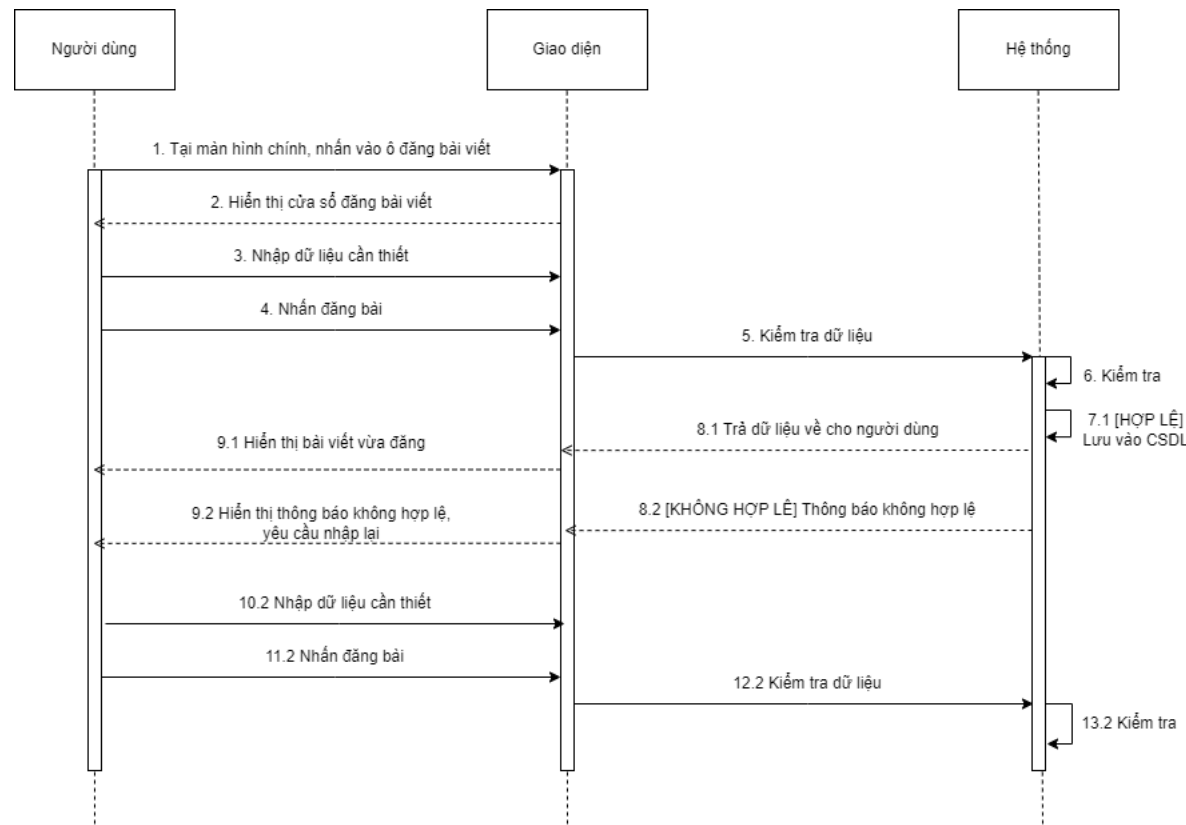 Người dùng
Giao diện
Hệ thống
1. Tại màn hình chính, nhấn vào ô đăng bài viết
2. Hiển thị cửa sổ đăng bài viết
3. Nhập dữ liệu cần thiết
4. Nhấn đăng bài
5. Kiểm tra dữ liệu
6. Kiểm tra
7.1 [HỢP LỆ]
Lưu vào CSDL
8.1 Trả dữ liệu về cho người dùng
9.1 Hiển thị bài viết vừa đăng
8.2 [KHÔNG HỢP LỆ] Thông báo không hợp lệ
9.2 Hiển thị thông báo không hợp lệ,
yêu cầu nhập lại
10.2 Nhập dữ liệu cần thiết
11.2 Nhấn đăng bài
12.2 Kiểm tra dữ liệu
13.2 Kiểm tra